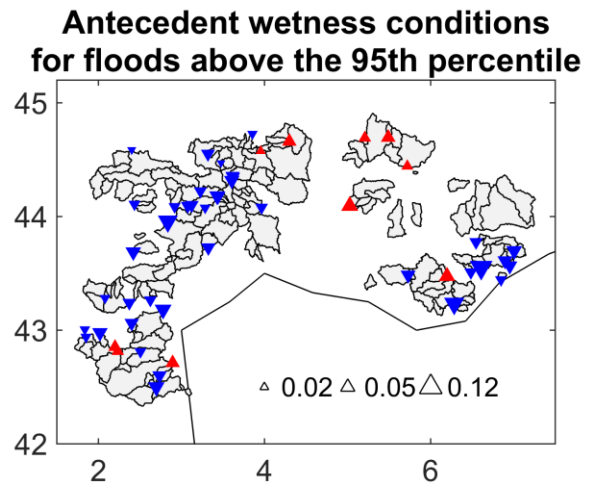 Antecedent wetness conditions
for floods above the 95th percentile
45
44
43
0.02 0.05 0.12
42
2 4 6